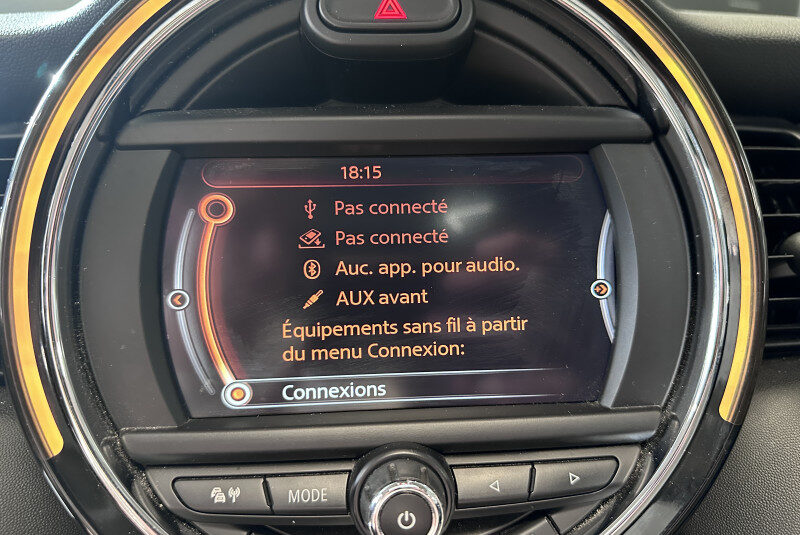 18:15
Pas connecté
Pas connecté
Auc. app. pour audio.
AUX avant
Équipements sans fil à partir
du menu Connexion:
Connexions
MODE